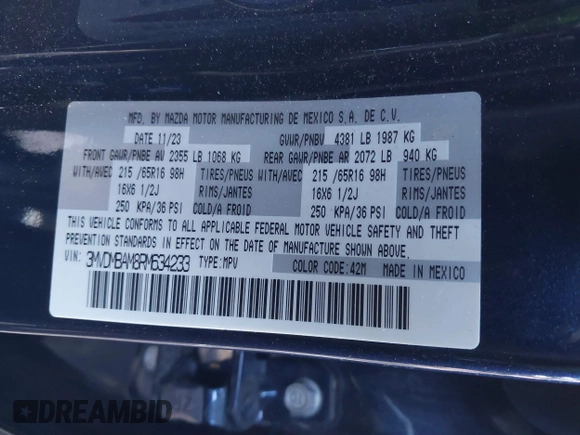 MFD. BY MAZDA MOTOR MANUFACTURING DE MEXICO S.A. DE C.V.
DATE 11/23 GVWR/PNBV 4381 LB 1987 KG
FRONT GAWR/PNBE AV 2355 LB 1068 KG REAR GAWR/PNBE AR 2072 LB 940 KG
WITH/AVEC 215 /65R16 98H TIRES/PNEUS WITH/AVEC 215 /65R16 98H TIRES/PNEUS
16X6 1/2J RIMS/JANTES 16X6 1/2J RIMS/JANTES
250 KPA/36 PSI COLD/A FROID 250 KPA/36 PSI COLD/A FROID
THIS VEHICLE CONFORMS TO ALL APPLICABLE FEDERAL MOTOR VEHICLE SAFETY AND THEFT
PREVENTION STANDARDS IN EFFECT ON THE DATE OF MANUFACTURE SHOWN ABOVE.
VIN: 3MVDMBAM8RM634233 TYPE:MPV COLOR CODE:42M MADE IN MEXICO
DREAMBID